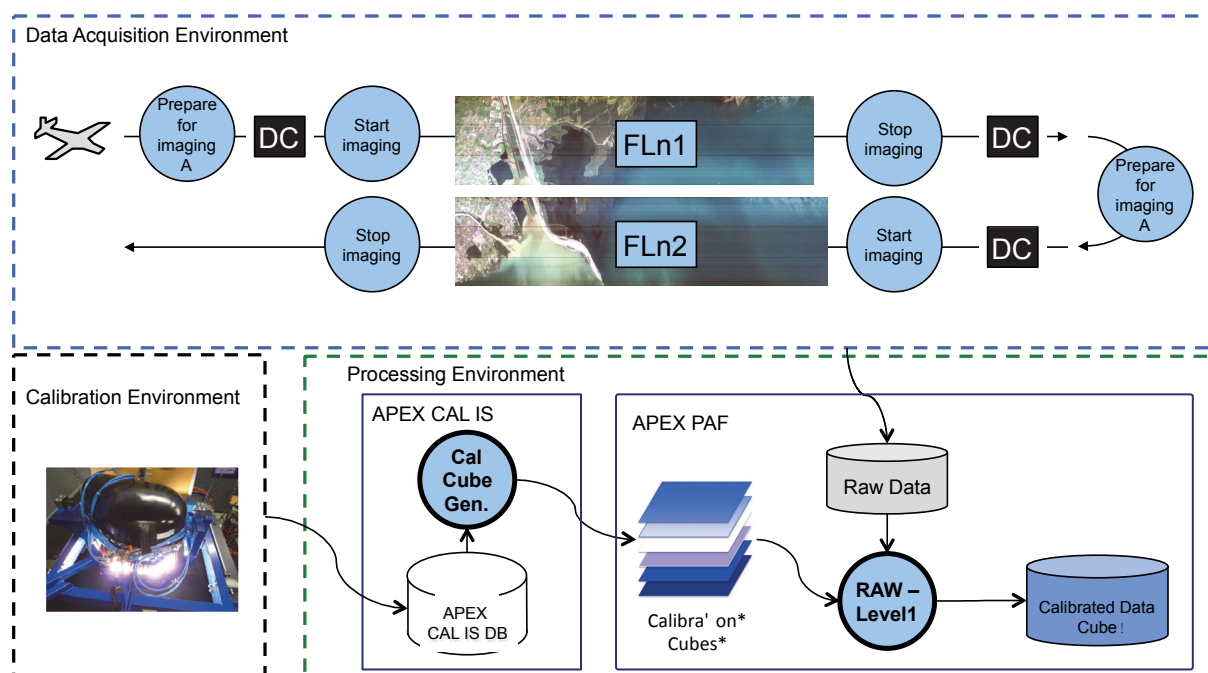 Data Acquisition Environment
Prepare
for
imaging
A
DC
Start
imaging
FLn1
Stop
imaging
DC
Prepare
for
imaging
A
Stop
imaging
FLn2
Start
imaging
DC
Calibration Environment
Processing Environment
APEX CAL IS
Cal
Cube
Gen.
APEX
CAL IS DB
APEX PAF
Calibra' on*
Cubes*
Raw Data
RAW –
Level1
Calibrated Data
Cube!